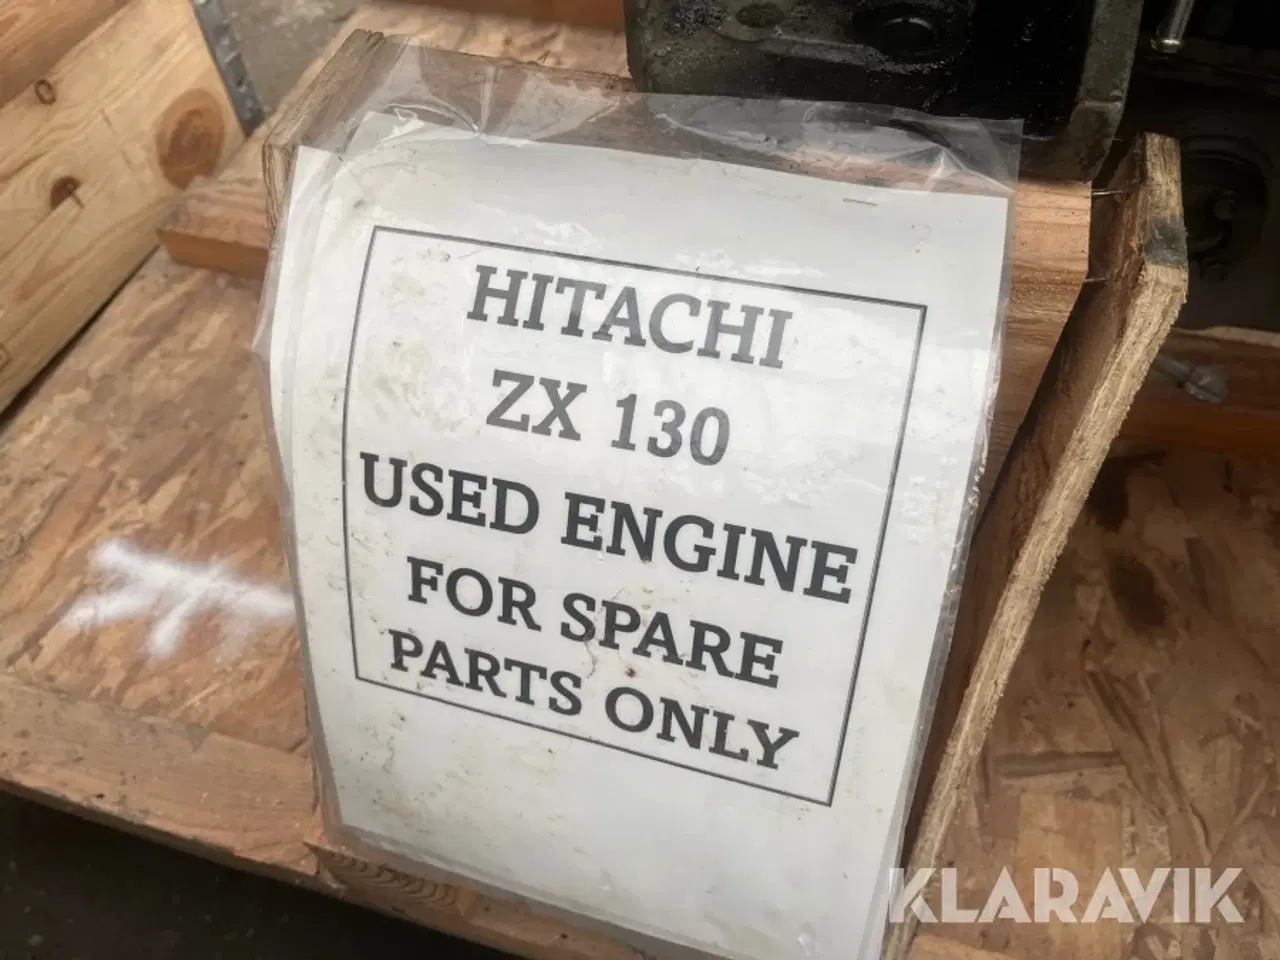 HITACHI
ZX 130
USED ENGINE
FOR SPARE
PARTS ONLY
KLARAVIK